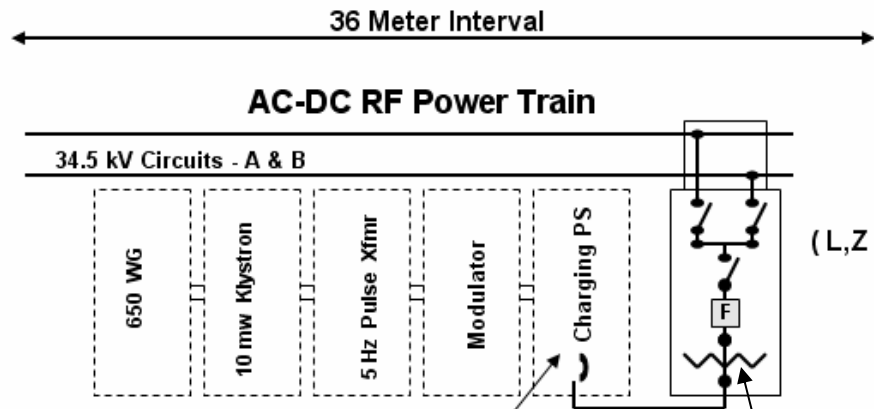 36 Meter Interval
AC-DC RF Power Train
34.5 kV Circuits - A & B
650 WG
10 mw Klystron
5 Hz Pulse Xfmr
Modulator
Charging PS
F
( L,Z